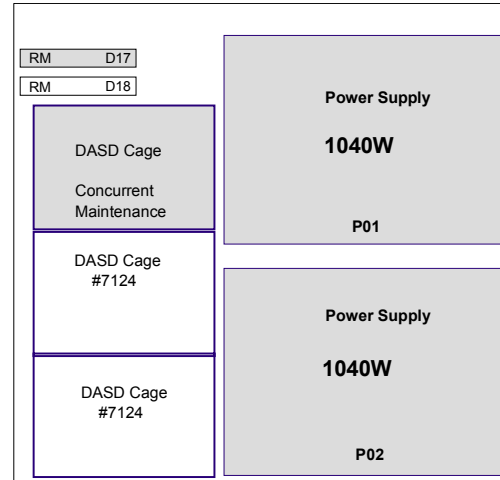 RM D17
RM D18
DASD Cage
Concurrent
Maintenance
DASD Cage
#7124
DASD Cage
#7124
Power Supply
1040W
P01
Power Supply
1040W
P02